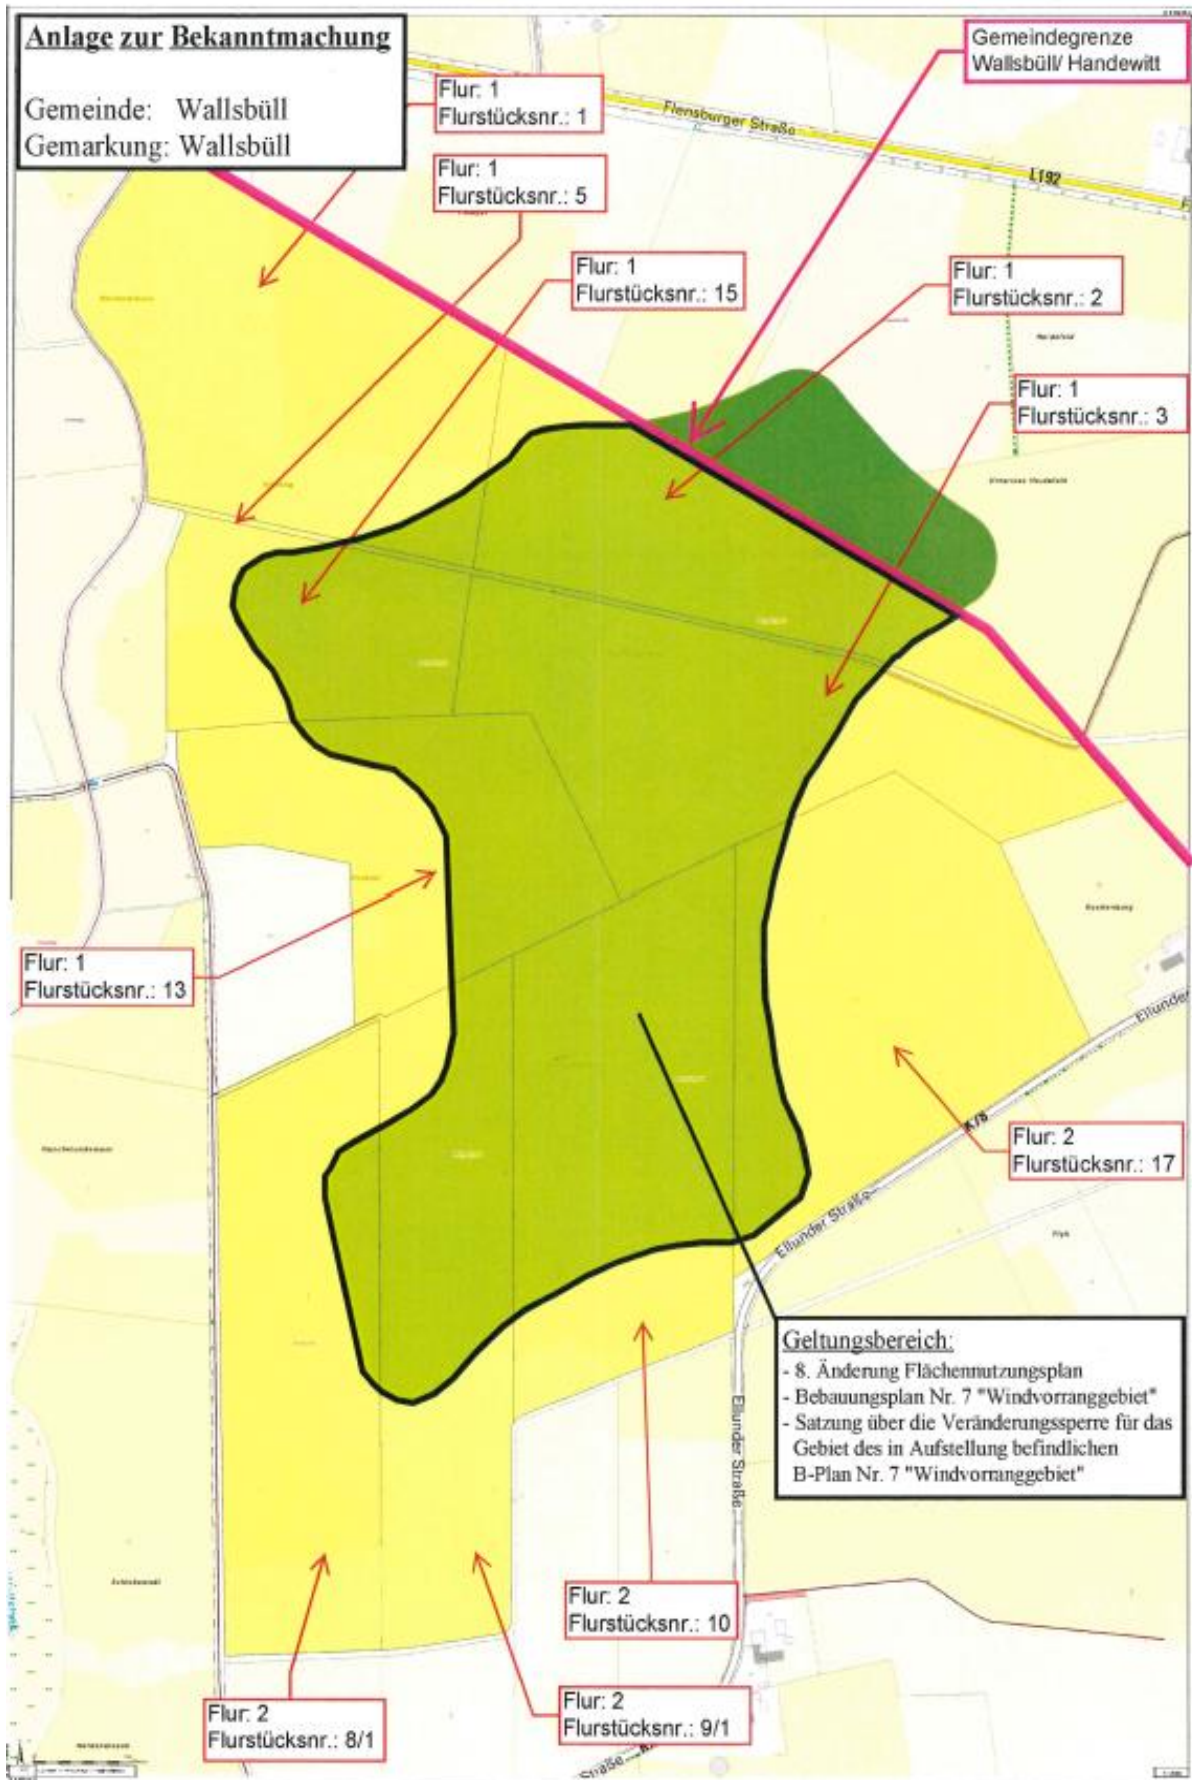 Anlage zur Bekanntmachung
Gemeinde: Wallsbüll
Gemarkung: Wallsbüll
Gemeindegrenze
Wallsbüll/ Handewitt
Flur: 1
Flurstücksnr.: 1
Flensburger Straße
L192
Flur: 1
Flurstücksnr.: 5
Flur: 1
Flurstücksnr.: 15
Flur: 1
Flurstücksnr.: 2
Flur: 1
Flurstücksnr.: 3
Flur: 1
Flurstücksnr.: 13
Ellunder
Flur: 2
Flurstücksnr.: 17
Ellunder Straße
Geltungsbereich:
- 8. Änderung Flächennutzungsplan
- Bebauungsplan Nr. 7 "Windvorranggebiet"
- Satzung über die Veränderungssperre für das
Gebiet des in Aufstellung befindlichen
B-Plan Nr. 7 "Windvorranggebiet"
Ellunder Straße
Flur: 2
Flurstücksnr.: 10
Flur: 2
Flurstücksnr.: 8/1
Flur: 2
Flurstücksnr.: 9/1
Straße